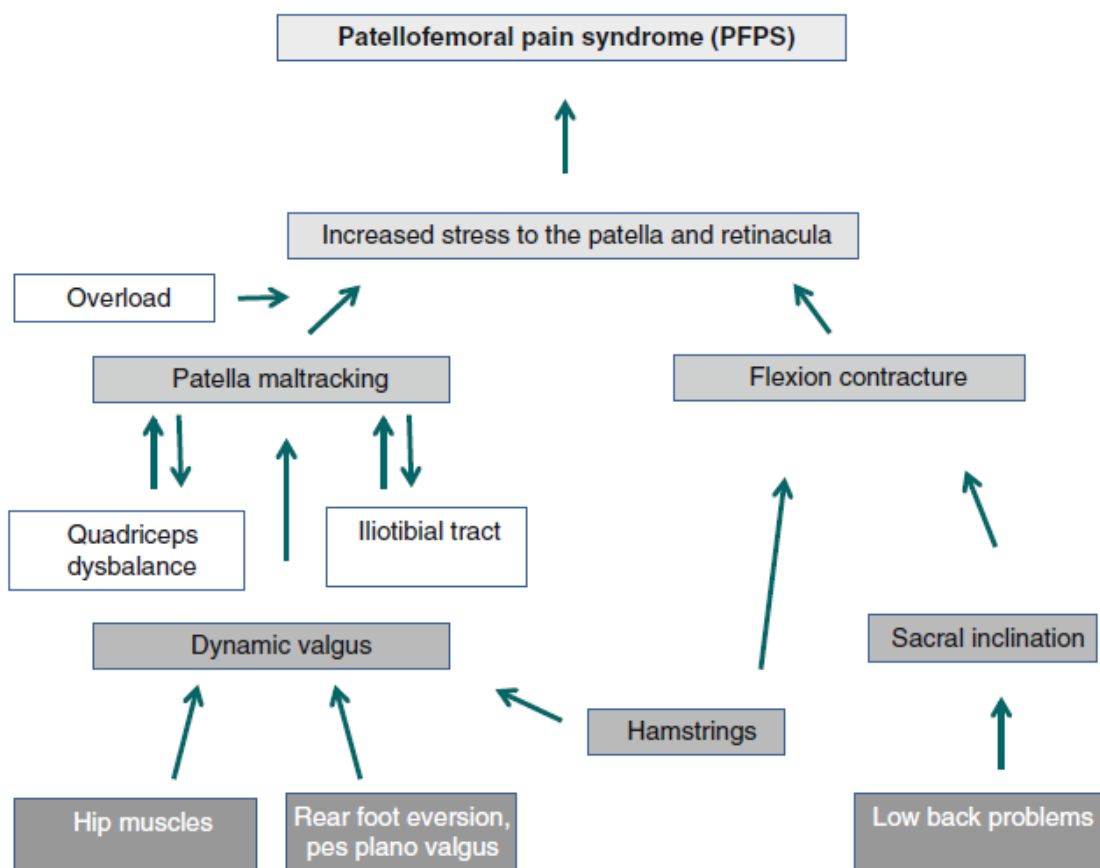 Patellofemoral pain syndrome (PFPS)
Increased stress to the patella and retinacula
Overload
Patella maltracking
Flexion contracture
Quadriceps
dysbalance
Iliotibial tract
Dynamic valgus
Sacral inclination
Hamstrings
Hip muscles
Rear foot eversion,
pes plano valgus
Low back problems